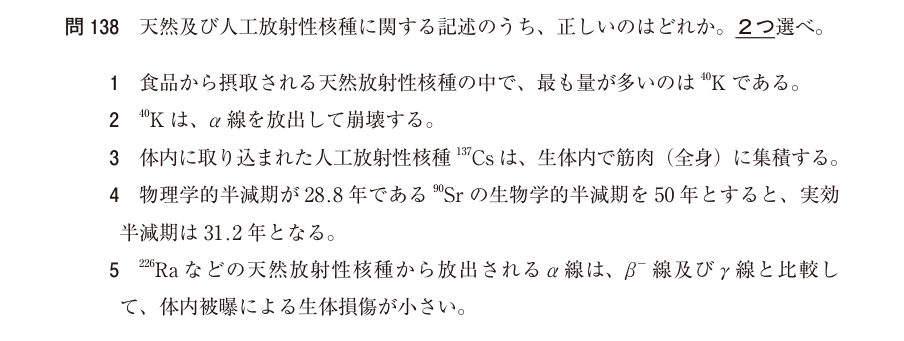 問 138 天然及び人工放射性核種に関する記述のうち、正しいのはどれか。２つ選べ。
1 食品から摂取される天然放射性核種の中で、最も量が多いのは ⁴⁰K である。
2 ⁴⁰K は、α 線を放出して崩壊する。
3 体内に取り込まれた人工放射性核種 ¹³⁷Cs は、生体内で筋肉（全身）に集積する。
4 物理学的半減期が 28.8 年である ⁹⁰Sr の生物学的半減期を 50 年とすると、実効
半減期は 31.2 年となる。
5 ²²⁶Ra などの天然放射性核種から放出される α 線は、β⁻ 線及び γ 線と比較し
て、体内被曝による生体損傷が小さい。